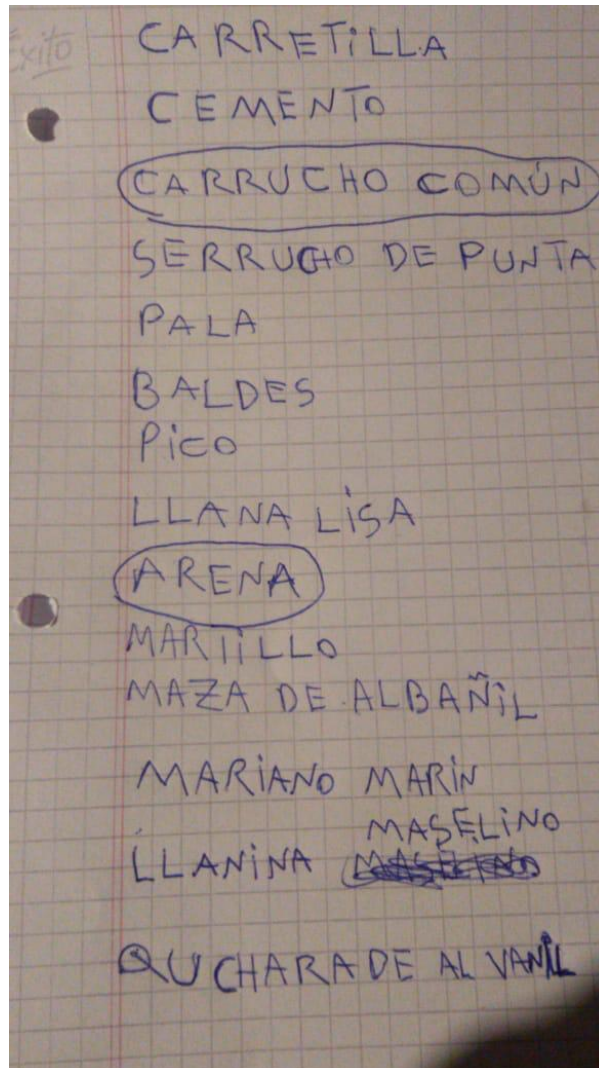 Éxito
CARRETiLLA
CEMENTO
CARRUCHO COMÚN
SERRUCHO DE PUNTA
PALA
BALDES
PiCO
LLANA LiSA
ARENA
MARTiLLO
MAZA DE ALBAÑiL
MARiANO MARiN
MASELiNO
LLANiNA
QUCHARA DE AL VANiL